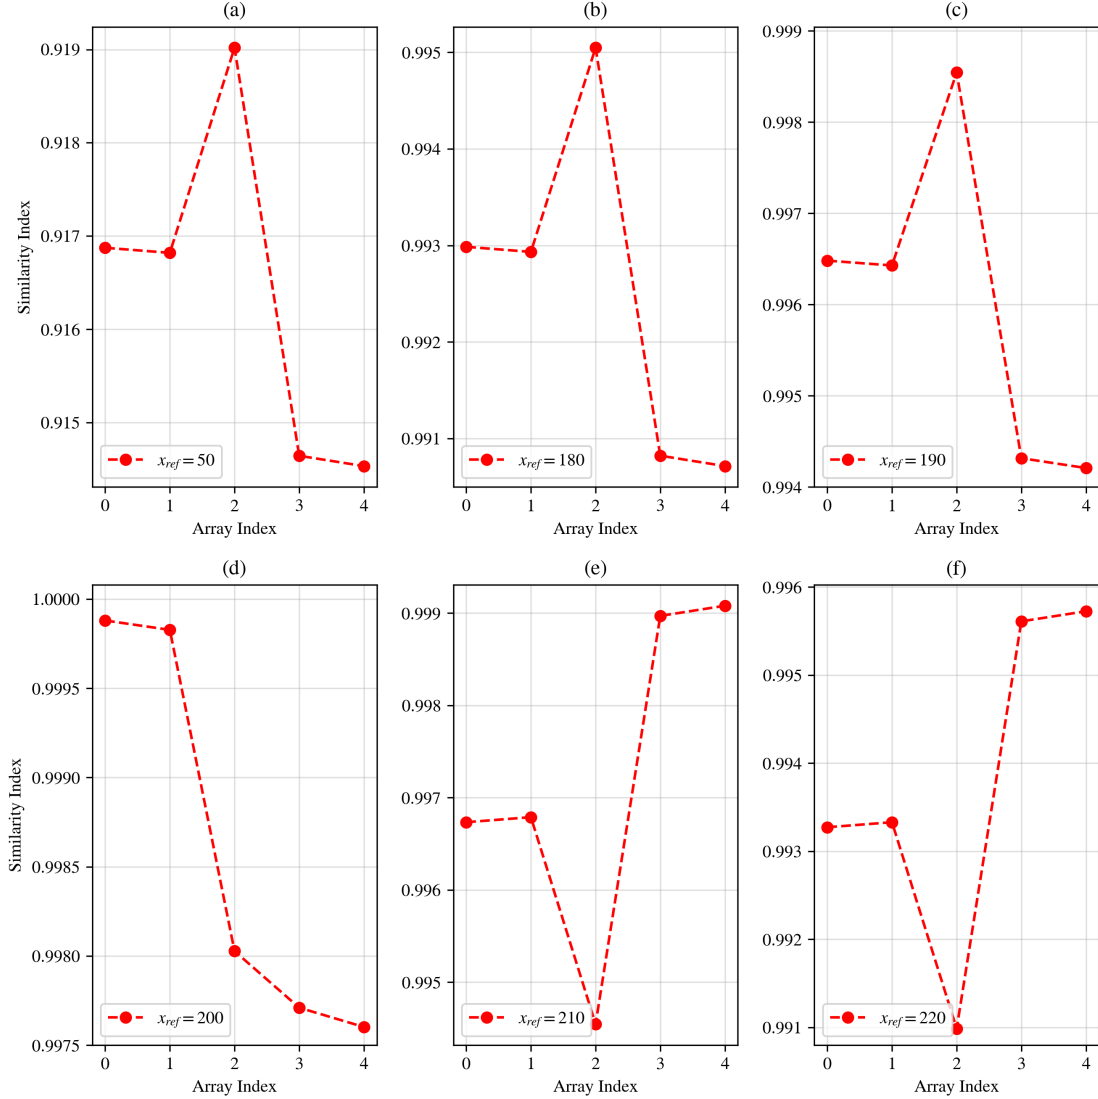 (a)
0.919
0.918
0.917
0.916
0.915
Similarity Index
x_ref = 50
0 1 2 3 4
Array Index
(b)
0.995
0.994
0.993
0.992
0.991
x_ref = 180
0 1 2 3 4
Array Index
(c)
0.999
0.998
0.997
0.996
0.995
0.994
x_ref = 190
0 1 2 3 4
Array Index
(d)
1.0000
0.9995
0.9990
0.9985
0.9980
0.9975
Similarity Index
x_ref = 200
0 1 2 3 4
Array Index
(e)
0.999
0.998
0.997
0.996
0.995
x_ref = 210
0 1 2 3 4
Array Index
(f)
0.996
0.995
0.994
0.993
0.992
0.991
x_ref = 220
0 1 2 3 4
Array Index